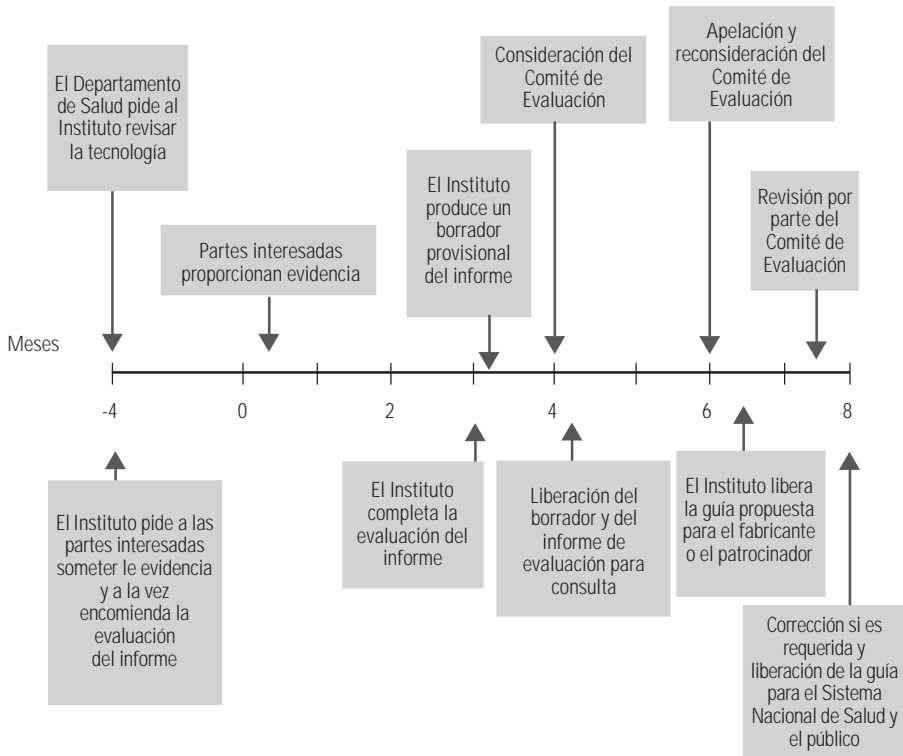 El Departamento
de Salud pide al
Instituto revisar
la tecnología
Partes interesadas
proporcionan evidencia
El Instituto
produce un
borrador
provisional
del informe
Consideración del
Comité de
Evaluación
Apelación y
reconsideración del
Comité de
Evaluación
Revisión por
parte del
Comité de
Evaluación
Meses
-4 0 2 4 6 8
El Instituto pide a las
partes interesadas
someter le evidencia
y a la vez
encomienda la
evaluación
del informe
El Instituto
completa la
evaluación del
informe
Liberación del
borrador y del
informe de
evaluación para
consulta
El Instituto libera
la guía propuesta
para el fabricante
o el patrocinador
Corrección si es
requerida y
liberación de la guía
para el Sistema
Nacional de Salud y
el público